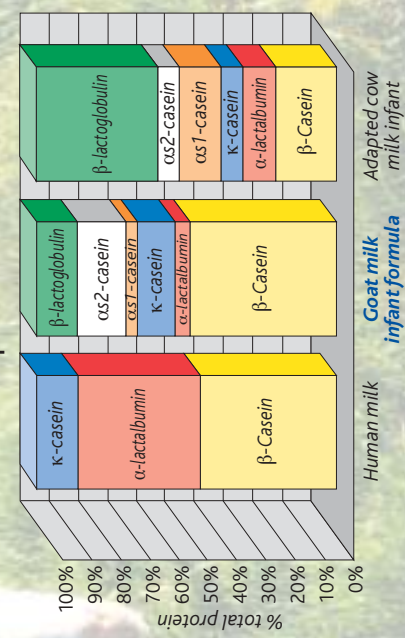 % total protein
100%
90%
80%
70%
60%
50%
40%
30%
20%
10%
0%
κ-casein
α-lactalbumin
β-Casein
Human milk
β-lactoglobulin
αs2-casein
αs1-casein
κ-casein
α-lactalbumin
β-Casein
Goat milk
infant formula
β-lactoglobulin
αs2-casein
αs1-casein
κ-casein
α-lactalbumin
β-Casein
Adapted cow
milk infant